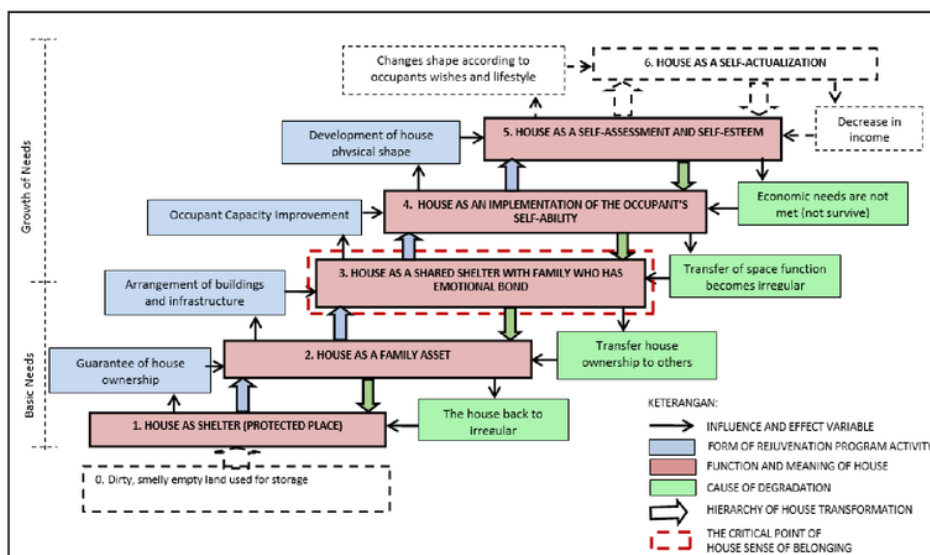 Changes shape according to
occupants wishes and lifestyle
6. HOUSE AS A SELF-ACTUALIZATION
Decrease in
income
Development of house
physical shape
5. HOUSE AS A SELF-ASSESSMENT AND SELF-ESTEEM
Economic needs are not
met (not survive)
Growth of Needs
Occupant Capacity Improvement
4. HOUSE AS AN IMPLEMENTATION OF THE OCCUPANT'S
SELF-ABILITY
Arrangement of buildings
and infrastructure
3. HOUSE AS A SHARED SHELTER WITH FAMILY WHO HAS
EMOTIONAL BOND
Transfer of space function
becomes irregular
Guarantee of house
ownership
2. HOUSE AS A FAMILY ASSET
Transfer house
ownership to others
Basic Needs
1. HOUSE AS SHELTER (PROTECTED PLACE)
The house back to
irregular
0. Dirty, smelly empty land used for storage
KETERANGAN:
INFLUENCE AND EFFECT VARIABLE
FORM OF REJUVENATION PROGRAM ACTIVITY
FUNCTION AND MEANING OF HOUSE
CAUSE OF DEGRADATION
HIERARCHY OF HOUSE TRANSFORMATION
THE CRITICAL POINT OF
HOUSE SENSE OF BELONGING